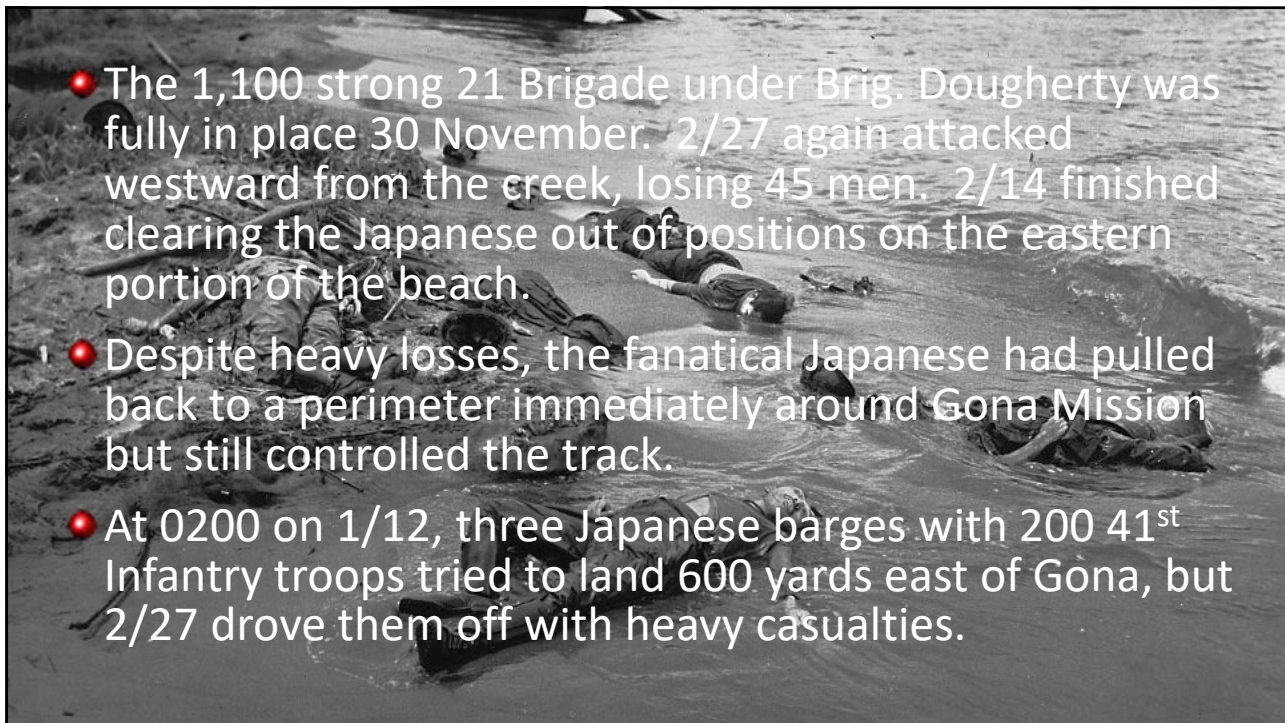 The 1,100 strong 21 Brigade under Brig. Dougherty was
fully in place 30 November.  2/27 again attacked
westward from the creek, losing 45 men.  2/14 finished
clearing the Japanese out of positions on the eastern
portion of the beach.
Despite heavy losses, the fanatical Japanese had pulled
back to a perimeter immediately around Gona Mission
but still controlled the track.
At 0200 on 1/12, three Japanese barges with 200 41st
Infantry troops tried to land 600 yards east of Gona, but
2/27 drove them off with heavy casualties.